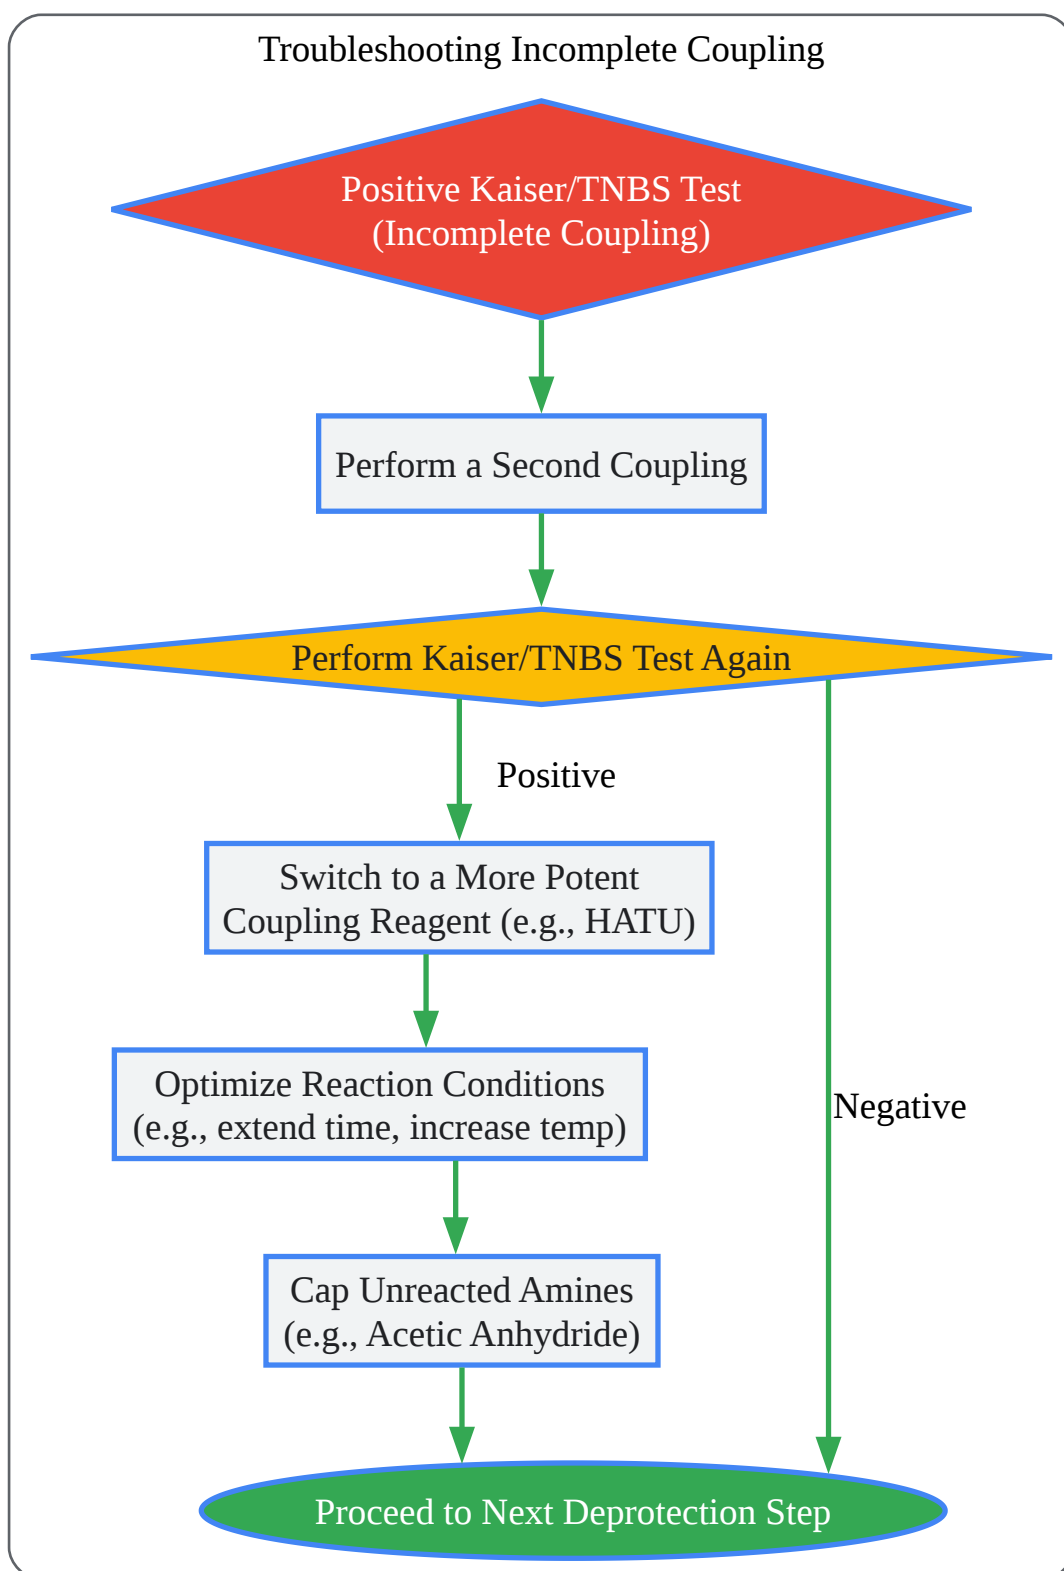 Troubleshooting Incomplete Coupling
Positive Kaiser/TNBS Test
(Incomplete Coupling)
Perform a Second Coupling
Perform Kaiser/TNBS Test Again
Positive
Switch to a More Potent
Coupling Reagent (e.g., HATU)
Optimize Reaction Conditions
(e.g., extend time, increase temp)
Negative
Cap Unreacted Amines
(e.g., Acetic Anhydride)
Proceed to Next Deprotection Step